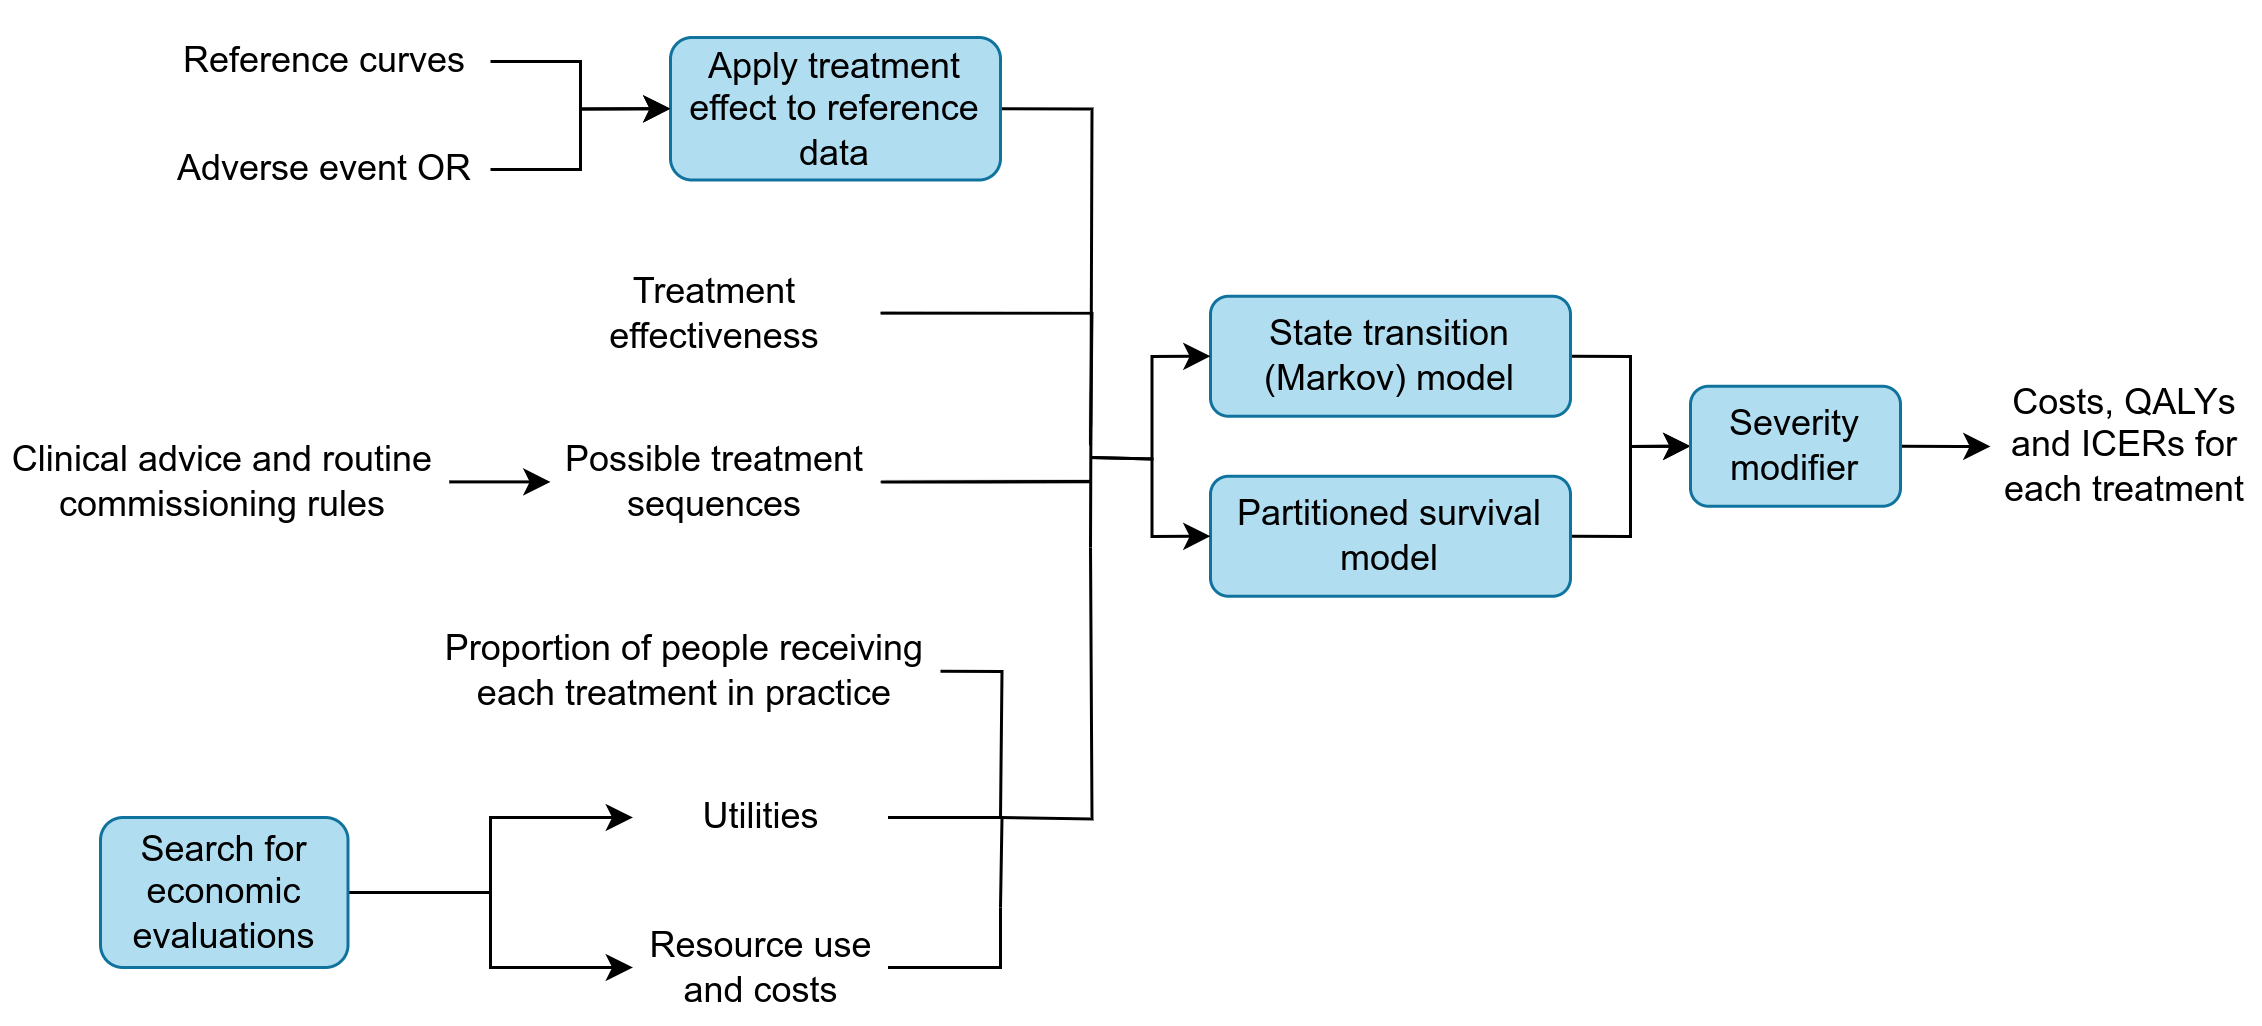 Reference curves
Adverse event OR
Apply treatment
effect to reference
data
Treatment
effectiveness
Clinical advice and routine
commissioning rules
Possible treatment
sequences
Proportion of people receiving
each treatment in practice
Search for
economic
evaluations
Utilities
Resource use
and costs
State transition
(Markov) model
Partitioned survival
model
Severity
modifier
Costs, QALYs
and ICERs for
each treatment